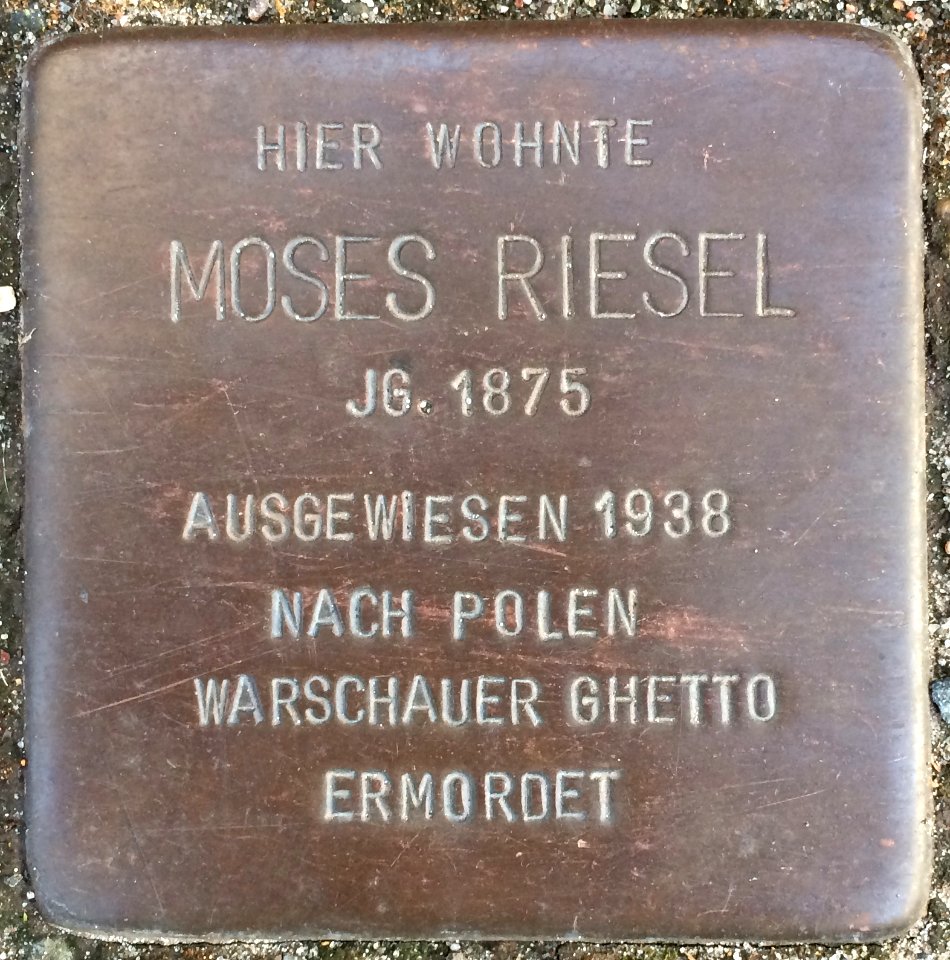 HIER WOHNTE
MOSES RIESEL
JG. 1875
AUSGEWIESEN 1938
NACH POLEN
WARSCHAUER GHETTO
ERMORDET